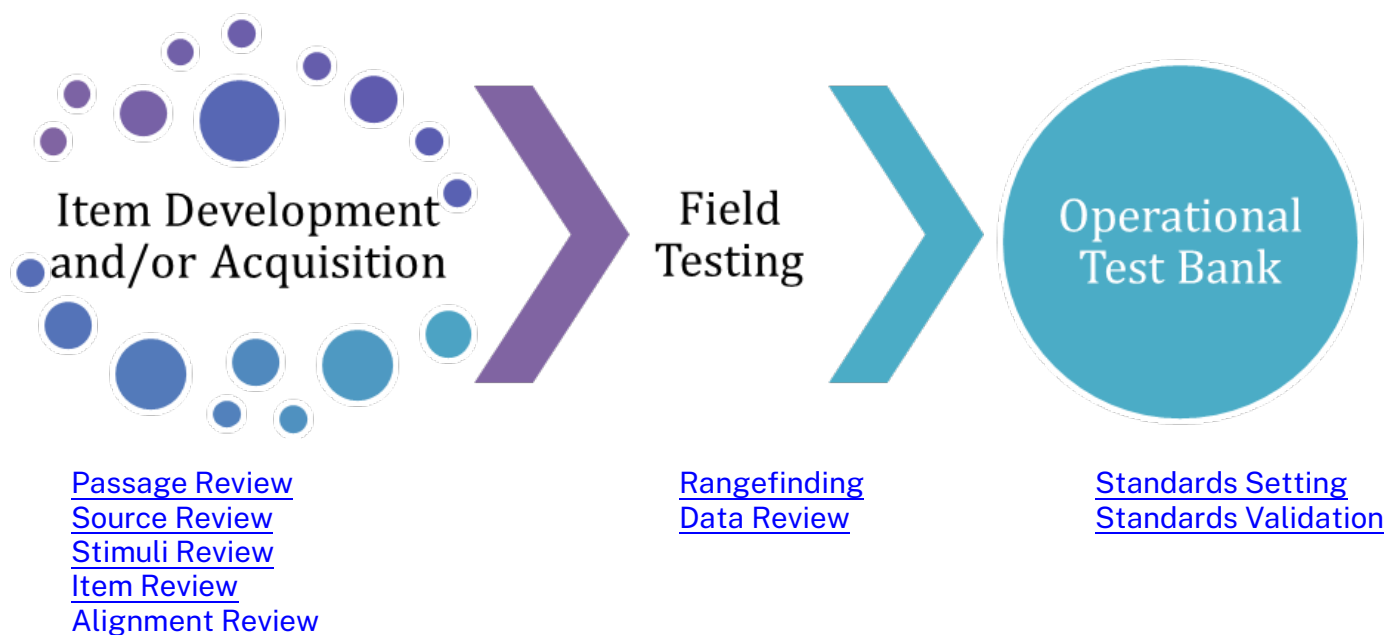 Item Development
and/or Acquisition
Field
Testing
Operational
Test Bank
Passage Review
Source Review
Stimuli Review
Item Review
Alignment Review
Rangefinding
Data Review
Standards Setting
Standards Validation